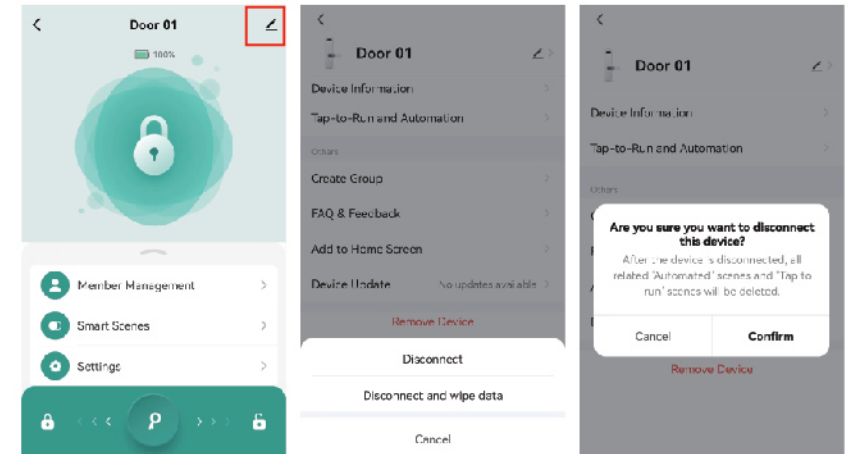 Door 01
100%
Member Management
Smart Scenes
Settings
Door 01
Device Information
Tap-to-Run and Automation
Others
Create Group
FAQ & Feedback
Add to Home Screen
Device Update No updates available
Remove Device
Disconnect
Disconnect and wipe data
Cancel
Door 01
Device Information
Tap-to-Run and Automation
Others
Are you sure you want to disconnect
this device?
After the device is disconnected, all
related "Automated" scenes and "Tap to
run" scenes will be deleted.
Cancel Confirm
Remove Device